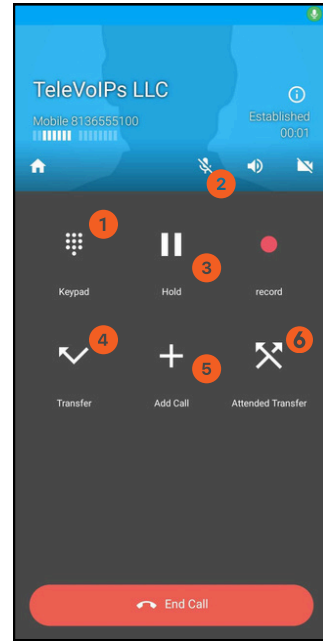 TeleVoIPs LLC
Mobile 8136555100
Established
00:01
2
1
3
Keypad
Hold
record
4
5
6
Transfer
Add Call
Attended Transfer
End Call